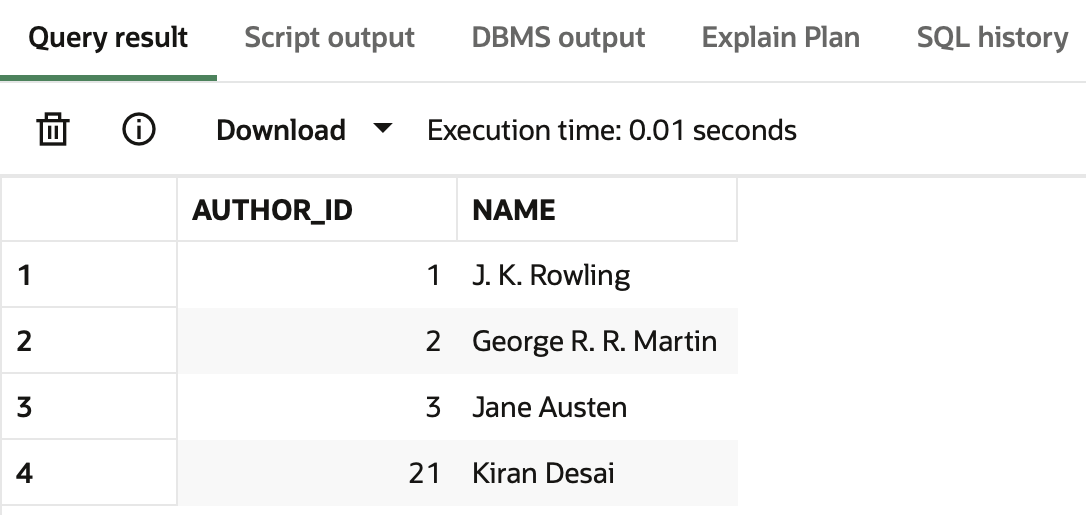 Query result Script output DBMS output Explain Plan SQL history
Download Execution time: 0.01 seconds
AUTHOR_ID NAME
1 1 J. K. Rowling
2 2 George R. R. Martin
3 3 Jane Austen
4 21 Kiran Desai